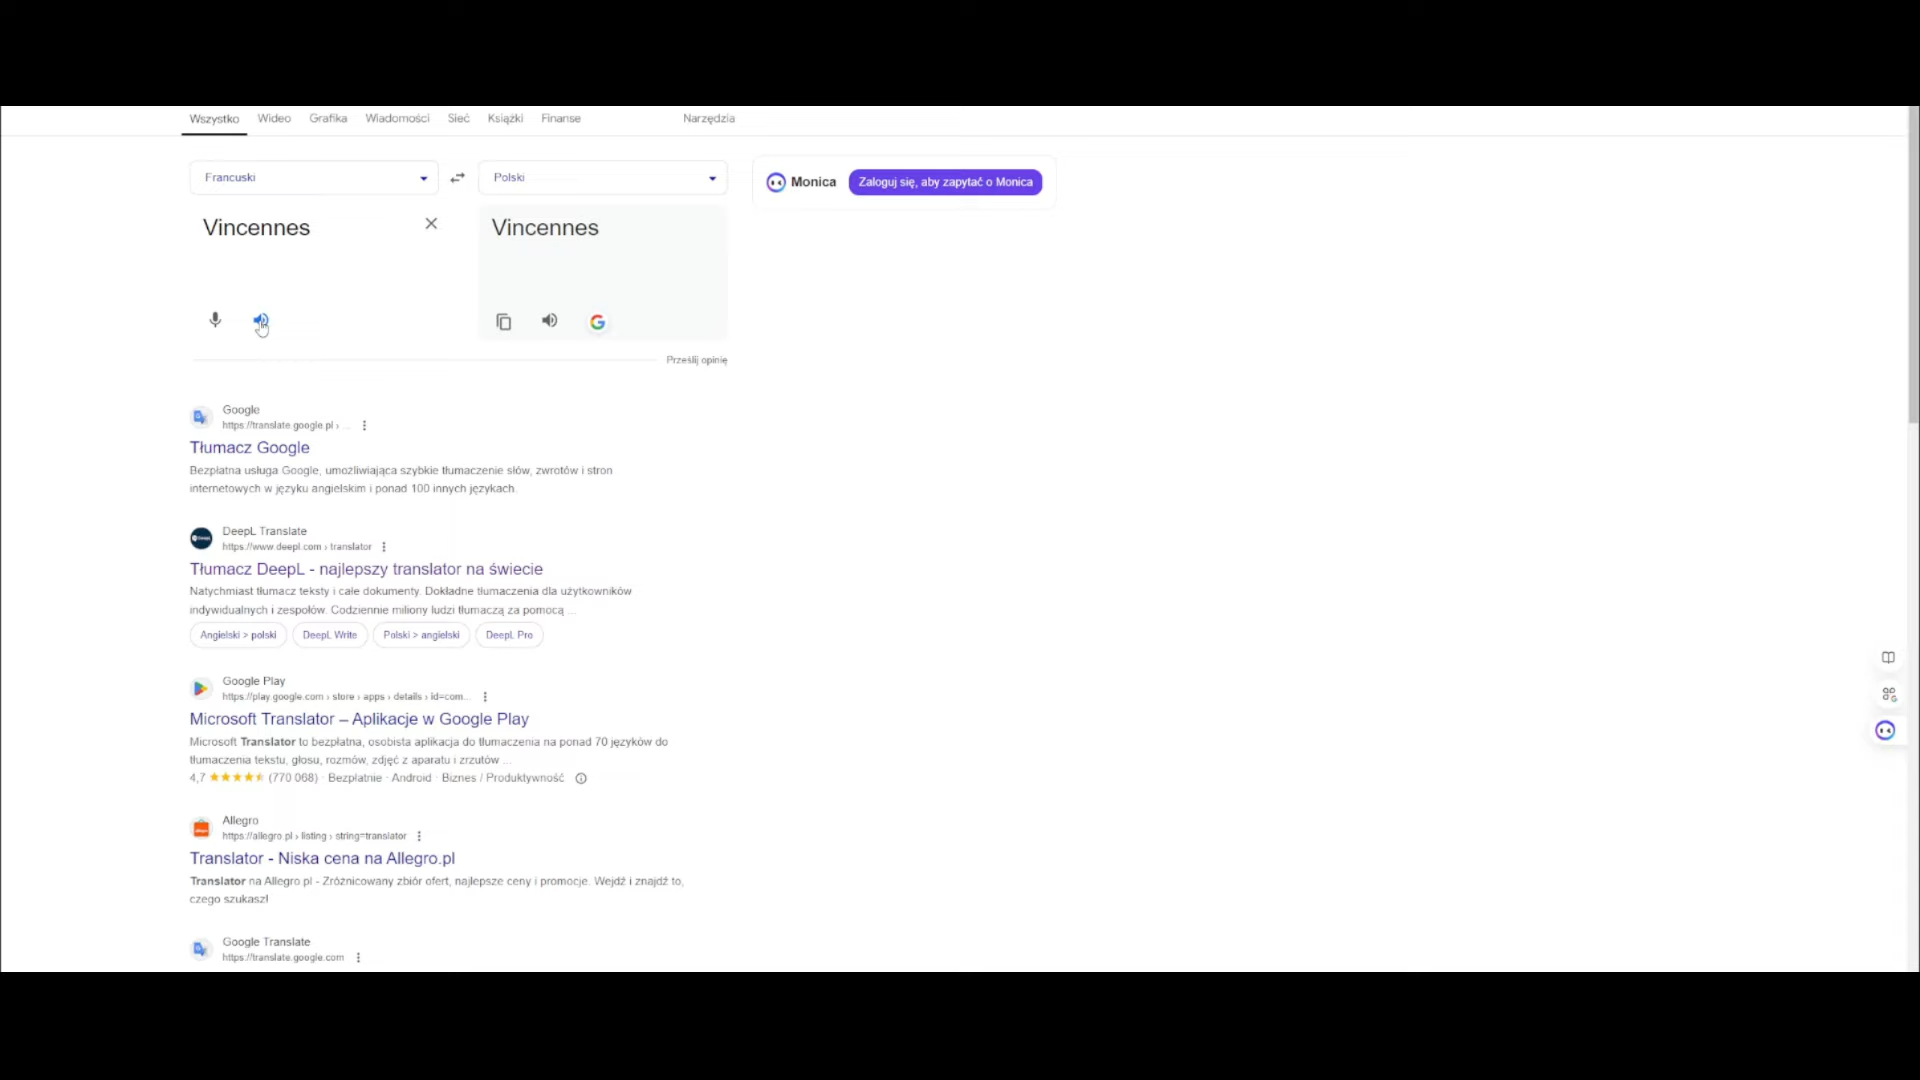 Wszystko Wideo Grafika Wiadomości Sieć Książki Finanse Narzędzia
Francuski Polski
Monica Zaloguj się, aby zapytać o Monica
Vincennes Vincennes
Prześlij opinię
Google
https://translate.google.pl › ...
Tłumacz Google
Bezpłatna usługa Google, umożliwiająca szybkie tłumaczenie słów, zwrotów i stron
internetowych w języku angielskim i ponad 100 innych językach.
DeepL Translate
https://www.deepl.com › translator
Tłumacz DeepL - najlepszy translator na świecie
Natychmiast tłumacz teksty i całe dokumenty. Dokładne tłumaczenia dla użytkowników
indywidualnych i zespołów. Codziennie miliony ludzi tłumaczą za pomocą ...
Angielski > polski DeepL Write Polski > angielski DeepL Pro
Google Play
https://play.google.com › store › apps › details › id=com...
Microsoft Translator – Aplikacje w Google Play
Microsoft Translator to bezpłatna, osobista aplikacja do tłumaczenia na ponad 70 języków do
tłumaczenia tekstu, głosu, rozmów, zdjęć z aparatu i zrzutów ...
4,7 (770 068) · Bezpłatnie · Android · Biznes / Produktywność
Allegro
https://allegro.pl › listing › string=translator
Translator - Niska cena na Allegro.pl
Translator na Allegro.pl - Zróżnicowany zbiór ofert, najlepsze ceny i promocje. Wejdź i znajdź to,
czego szukasz!
Google Translate
https://translate.google.com